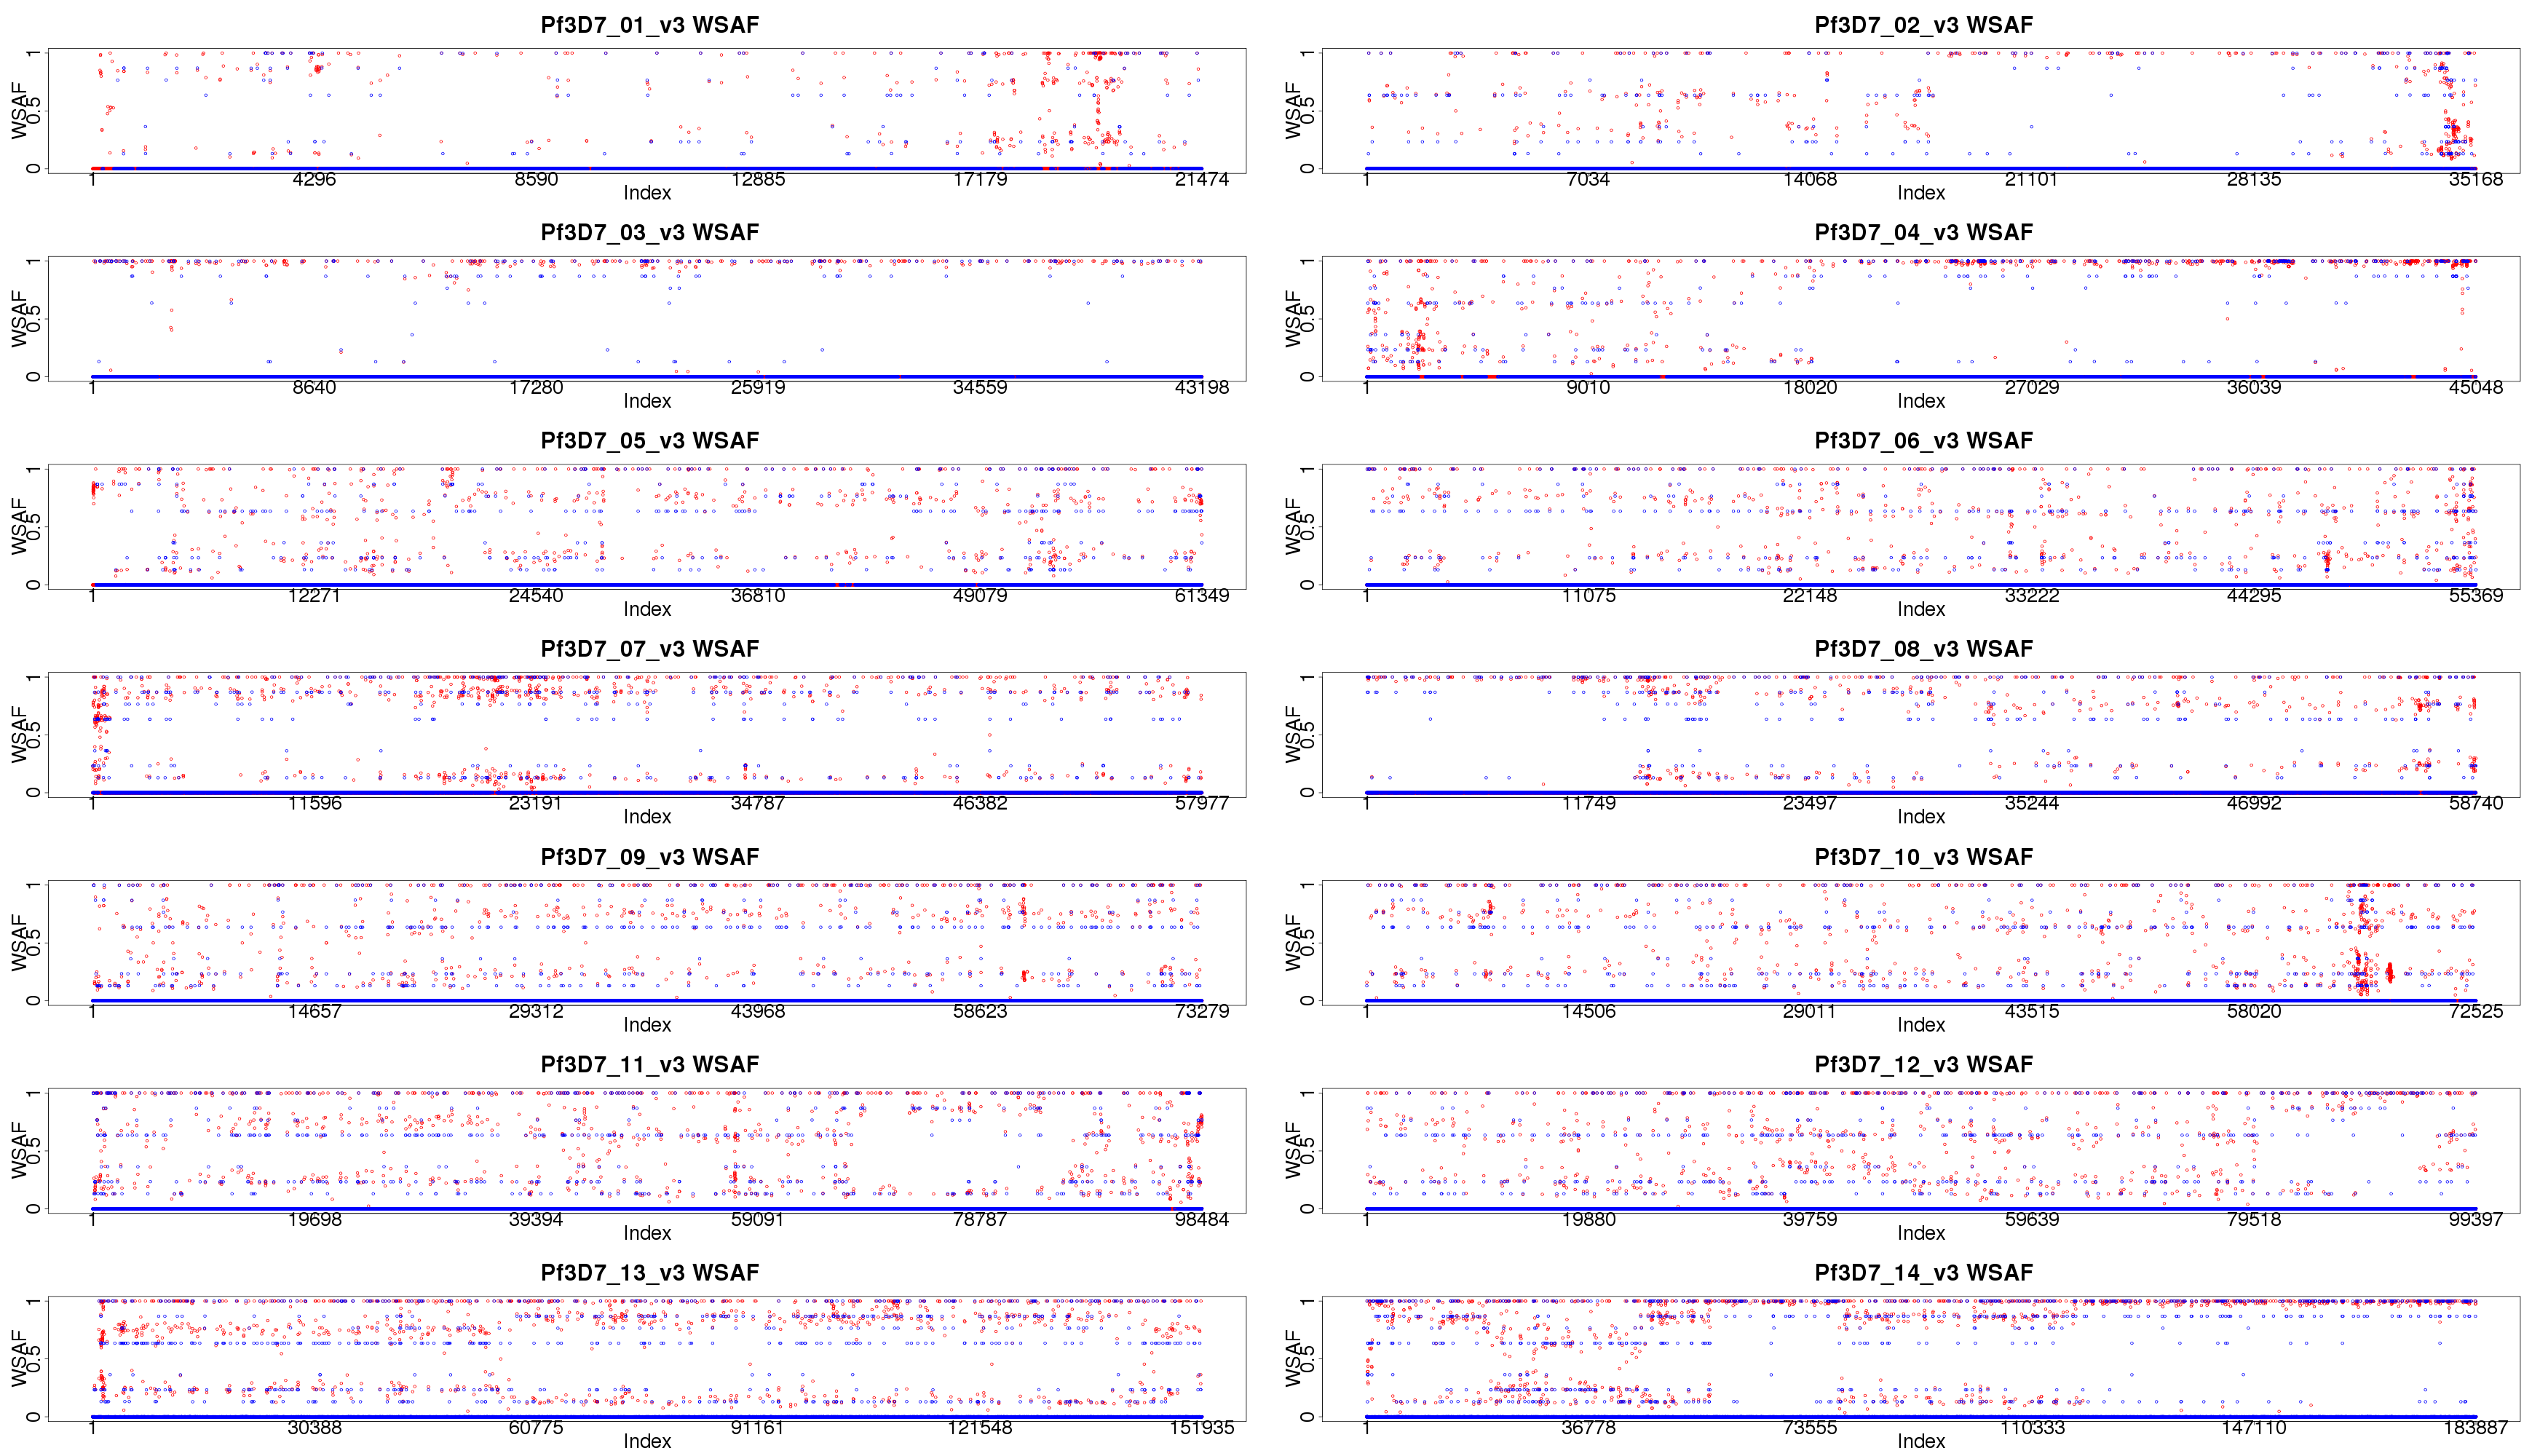 Pf3D7_01_v3 WSAF
WSAF
0 0.5 1
1 4296 8590 12885 17179 21474
Index
Pf3D7_02_v3 WSAF
WSAF
0 0.5 1
1 7034 14068 21101 28135 35168
Index
Pf3D7_03_v3 WSAF
WSAF
0 0.5 1
1 8640 17280 25919 34559 43198
Index
Pf3D7_04_v3 WSAF
WSAF
0 0.5 1
1 9010 18020 27029 36039 45048
Index
Pf3D7_05_v3 WSAF
WSAF
0 0.5 1
1 12271 24540 36810 49079 61349
Index
Pf3D7_06_v3 WSAF
WSAF
0 0.5 1
1 11075 22148 33222 44295 55369
Index
Pf3D7_07_v3 WSAF
WSAF
0 0.5 1
1 11596 23191 34787 46382 57977
Index
Pf3D7_08_v3 WSAF
WSAF
0 0.5 1
1 11749 23497 35244 46992 58740
Index
Pf3D7_09_v3 WSAF
WSAF
0 0.5 1
1 14657 29312 43968 58623 73279
Index
Pf3D7_10_v3 WSAF
WSAF
0 0.5 1
1 14506 29011 43515 58020 72525
Index
Pf3D7_11_v3 WSAF
WSAF
0 0.5 1
1 19698 39394 59091 78787 98484
Index
Pf3D7_12_v3 WSAF
WSAF
0 0.5 1
1 19880 39759 59639 79518 99397
Index
Pf3D7_13_v3 WSAF
WSAF
0 0.5 1
1 30388 60775 91161 121548 151935
Index
Pf3D7_14_v3 WSAF
WSAF
0 0.5 1
1 36778 73555 110333 147110 183887
Index